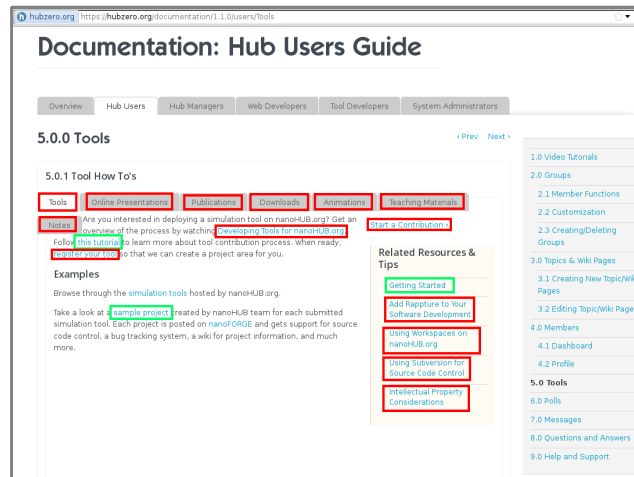 hubzero.org https://hubzero.org/documentation/1.1.0/users/Tools
Documentation: Hub Users Guide
Overview Hub Users Hub Managers Web Developers Tool Developers System Administrators
5.0.0 Tools
‹ Prev Next ›
5.0.1 Tool How To's
Tools Online Presentations Publications Downloads Animations Teaching Materials
Notes
Are you interested in deploying a simulation tool on nanoHUB.org? Get an
overview of the process by watching Developing Tools for nanoHUB.org.
Follow this tutorial to learn more about tool contribution process. When ready,
register your tool so that we can create a project area for you.
Examples
Browse through the simulation tools hosted by nanoHUB.org.
Take a look at a sample project created by nanoHUB team for each submitted
simulation tool. Each project is posted on nanoFORGE and gets support for source
code control, a bug tracking system, a wiki for project information, and much
more.
Start a Contribution ›
Related Resources &
Tips
Getting Started
Add Rappture to Your
Software Development
Using Workspaces on
nanoHUB.org
Using Subversion for
Source Code Control
Intellectual Property
Considerations
1.0 Video Tutorials
2.0 Groups
2.1 Member Functions
2.2 Customization
2.3 Creating/Deleting
Groups
3.0 Topics & Wiki Pages
3.1 Creating New Topic/Wik
Pages
3.2 Editing Topic/Wiki Page
4.0 Members
4.1 Dashboard
4.2 Profile
5.0 Tools
6.0 Polls
7.0 Messages
8.0 Questions and Answers
9.0 Help and Support